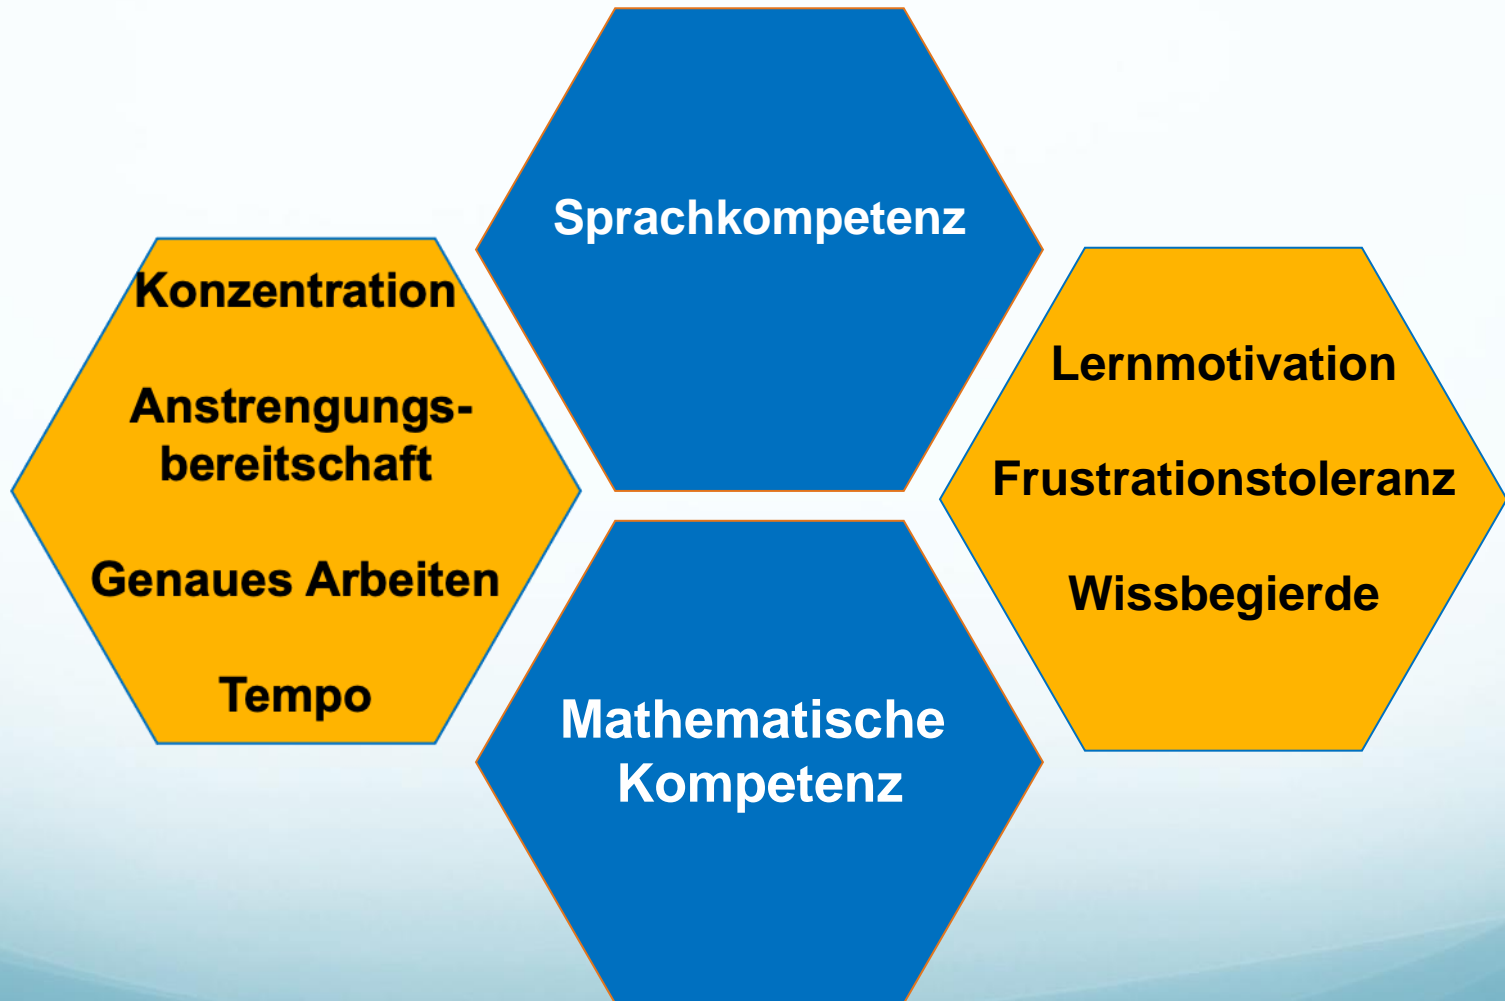 Sprachkompetenz
Konzentration
Anstrengungs-
bereitschaft
Genaues Arbeiten
Tempo
Lernmotivation
Frustrationstoleranz
Wissbegierde
Mathematische
Kompetenz